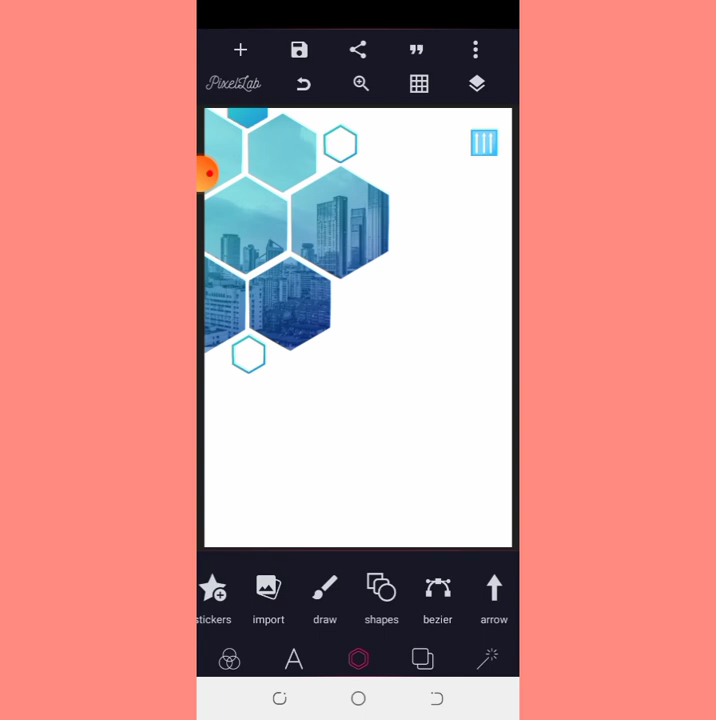 PixelLab
stickers
import
draw
shapes
bezier
arrow